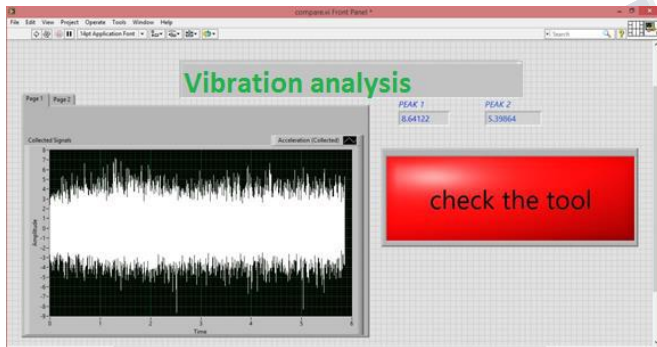 compare.vi Front Panel *
File Edit View Project Operate Tools Window Help
14pt Application Font
Search
Vibration analysis
Page 1 Page 2
PEAK 1 PEAK 2
8.64122 5.39864
Collected Signals Acceleration (Collected)
check the tool
8
7
6
5
4
3
2
1
0
-1
-2
-3
-4
-5
-6
-7
-8
-9
Amplitude
0 1 2 3 4 5 6
Time